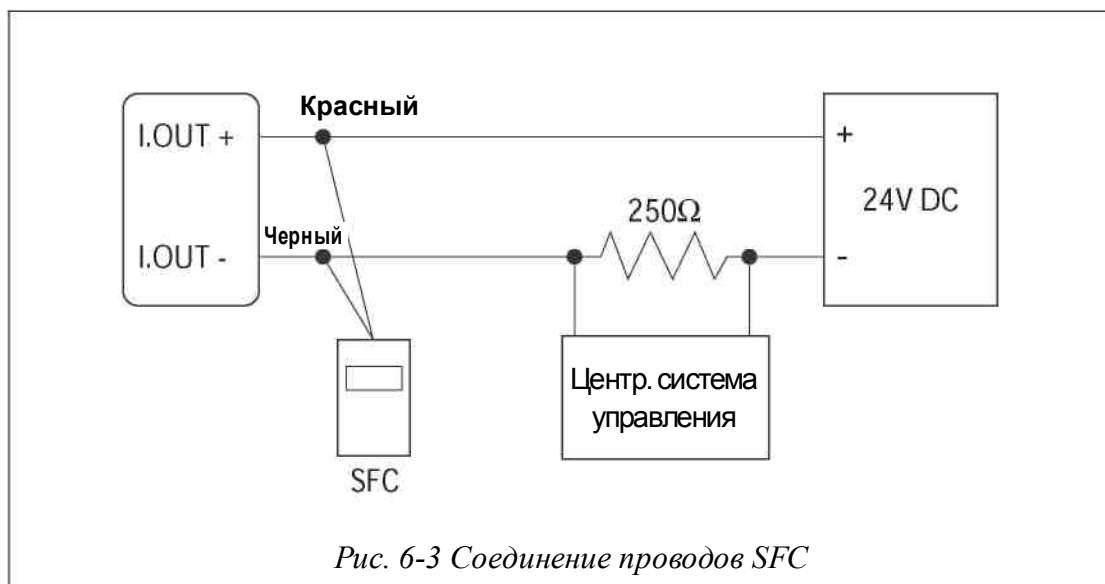 Красный
I.OUT +
+
250Ω
24V DC
Черный
I.OUT -
-
Центр. система
управления
SFC
Рис. 6-3 Соединение проводов SFC